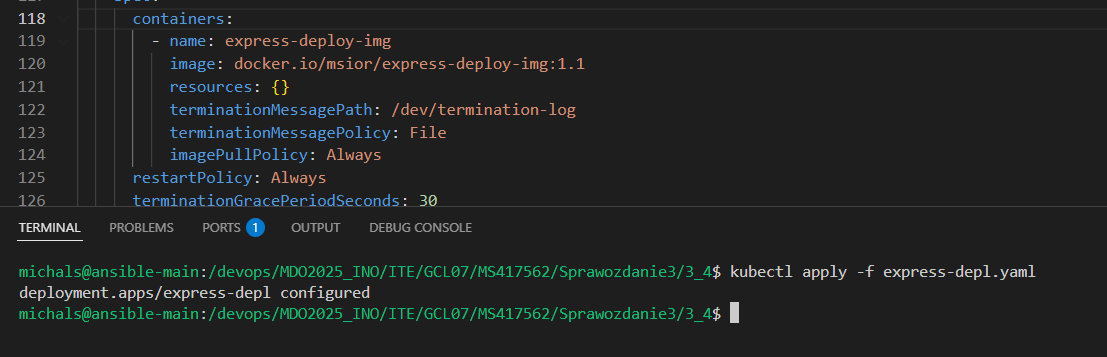 118 containers:
119 - name: express-deploy-img
120 image: docker.io/msior/express-deploy-img:1.1
121 resources: {}
122 terminationMessagePath: /dev/termination-log
123 terminationMessagePolicy: File
124 imagePullPolicy: Always
125 restartPolicy: Always
126 terminationGracePeriodSeconds: 30
TERMINAL PROBLEMS PORTS 1 OUTPUT DEBUG CONSOLE
michals@ansible-main:/devops/MDO2025_INO/ITE/GCL07/MS417562/Sprawozdanie3/3_4$ kubectl apply -f express-depl.yaml
deployment.apps/express-depl configured
michals@ansible-main:/devops/MDO2025_INO/ITE/GCL07/MS417562/Sprawozdanie3/3_4$